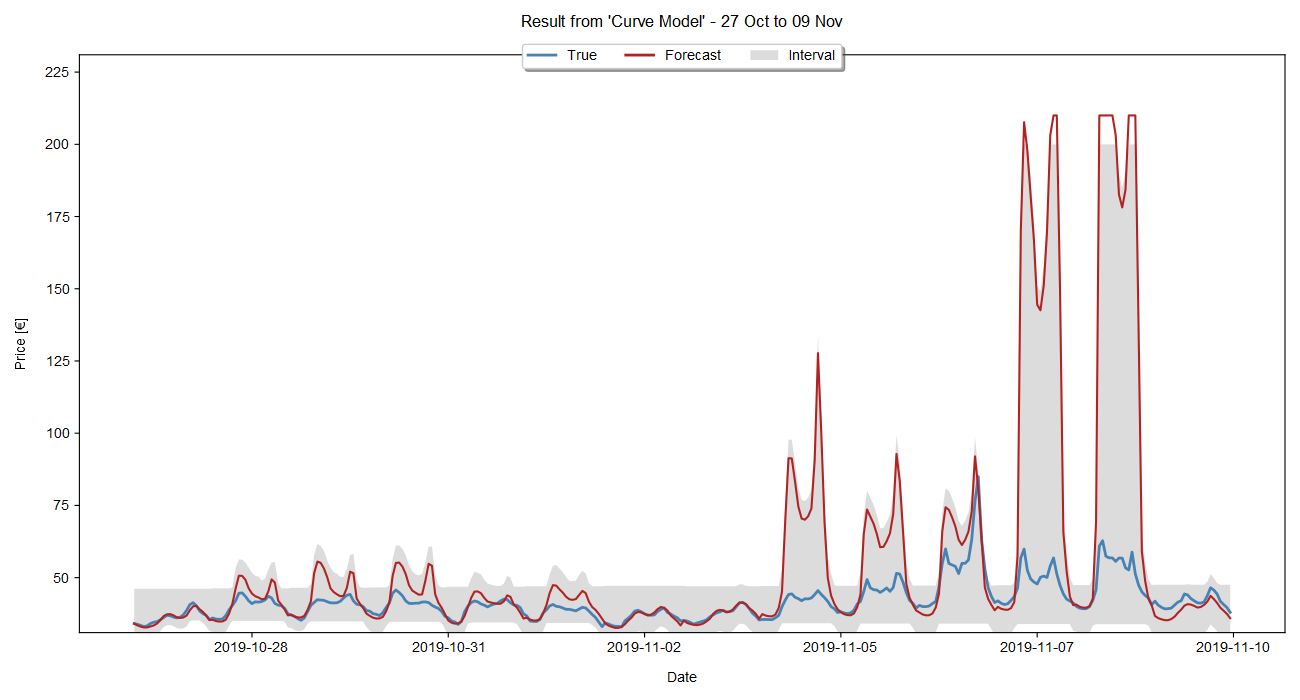 Result from 'Curve Model' - 27 Oct to 09 Nov
True Forecast Interval
225
200
175
150
125
100
75
50
Price [€]
2019-10-28 2019-10-31 2019-11-02 2019-11-05 2019-11-07 2019-11-10
Date